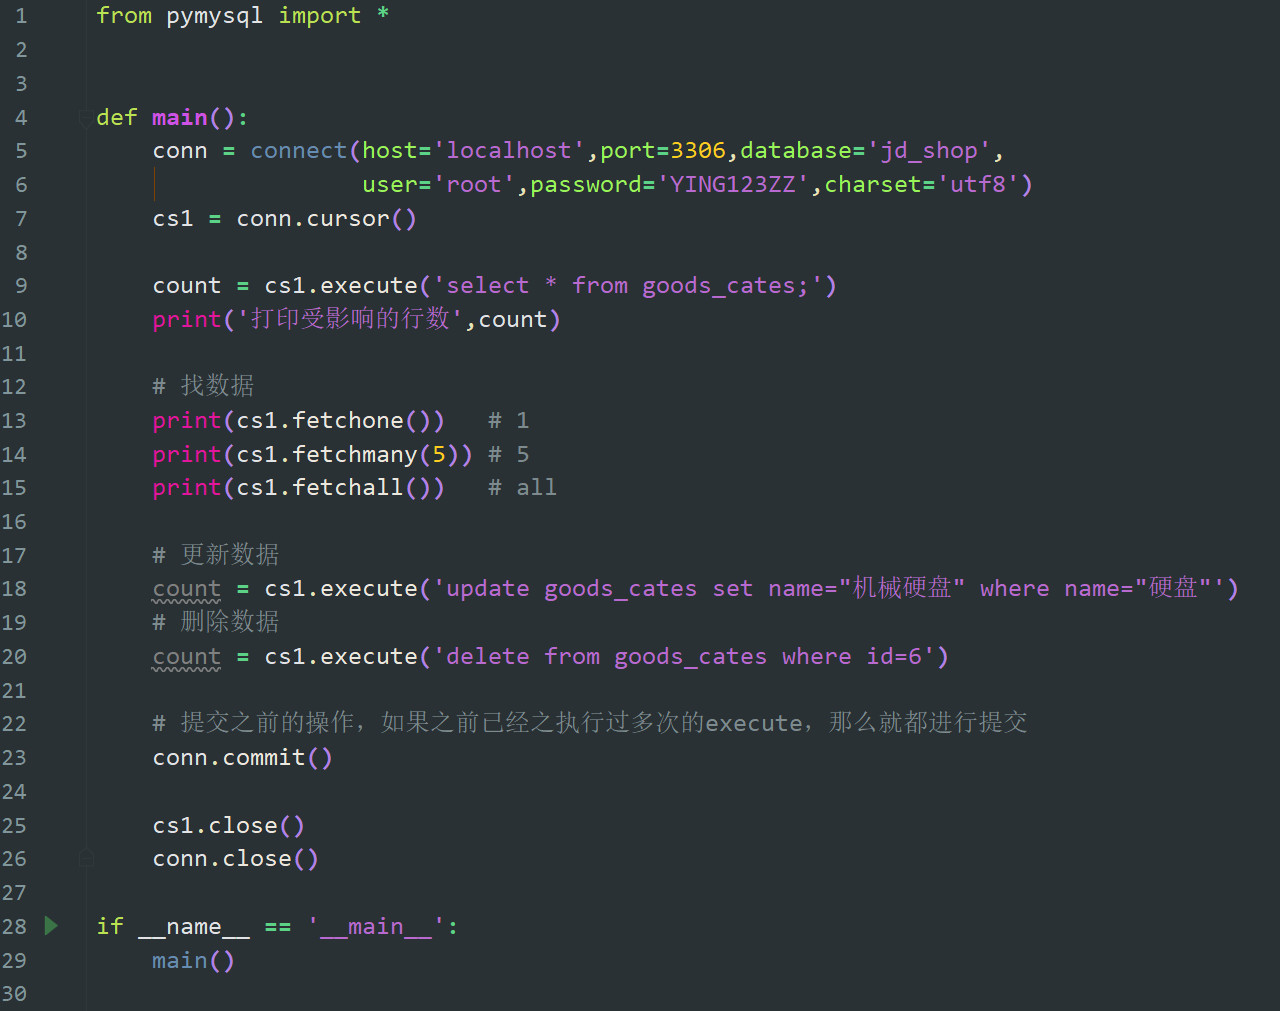 1 from pymysql import *
2
3
4 def main():
5     conn = connect(host='localhost',port=3306,database='jd_shop',
6                    user='root',password='YING123ZZ',charset='utf8')
7     cs1 = conn.cursor()
8
9     count = cs1.execute('select * from goods_cates;')
10     print('打印受影响的行数',count)
11
12     # 找数据
13     print(cs1.fetchone())   # 1
14     print(cs1.fetchmany(5)) # 5
15     print(cs1.fetchall())   # all
16
17     # 更新数据
18     count = cs1.execute('update goods_cates set name="机械硬盘" where name="硬盘"')
19     # 删除数据
20     count = cs1.execute('delete from goods_cates where id=6')
21
22     # 提交之前的操作，如果之前已经之执行过多次的execute，那么就都进行提交
23     conn.commit()
24
25     cs1.close()
26     conn.close()
27
28 if __name__ == '__main__':
29     main()
30